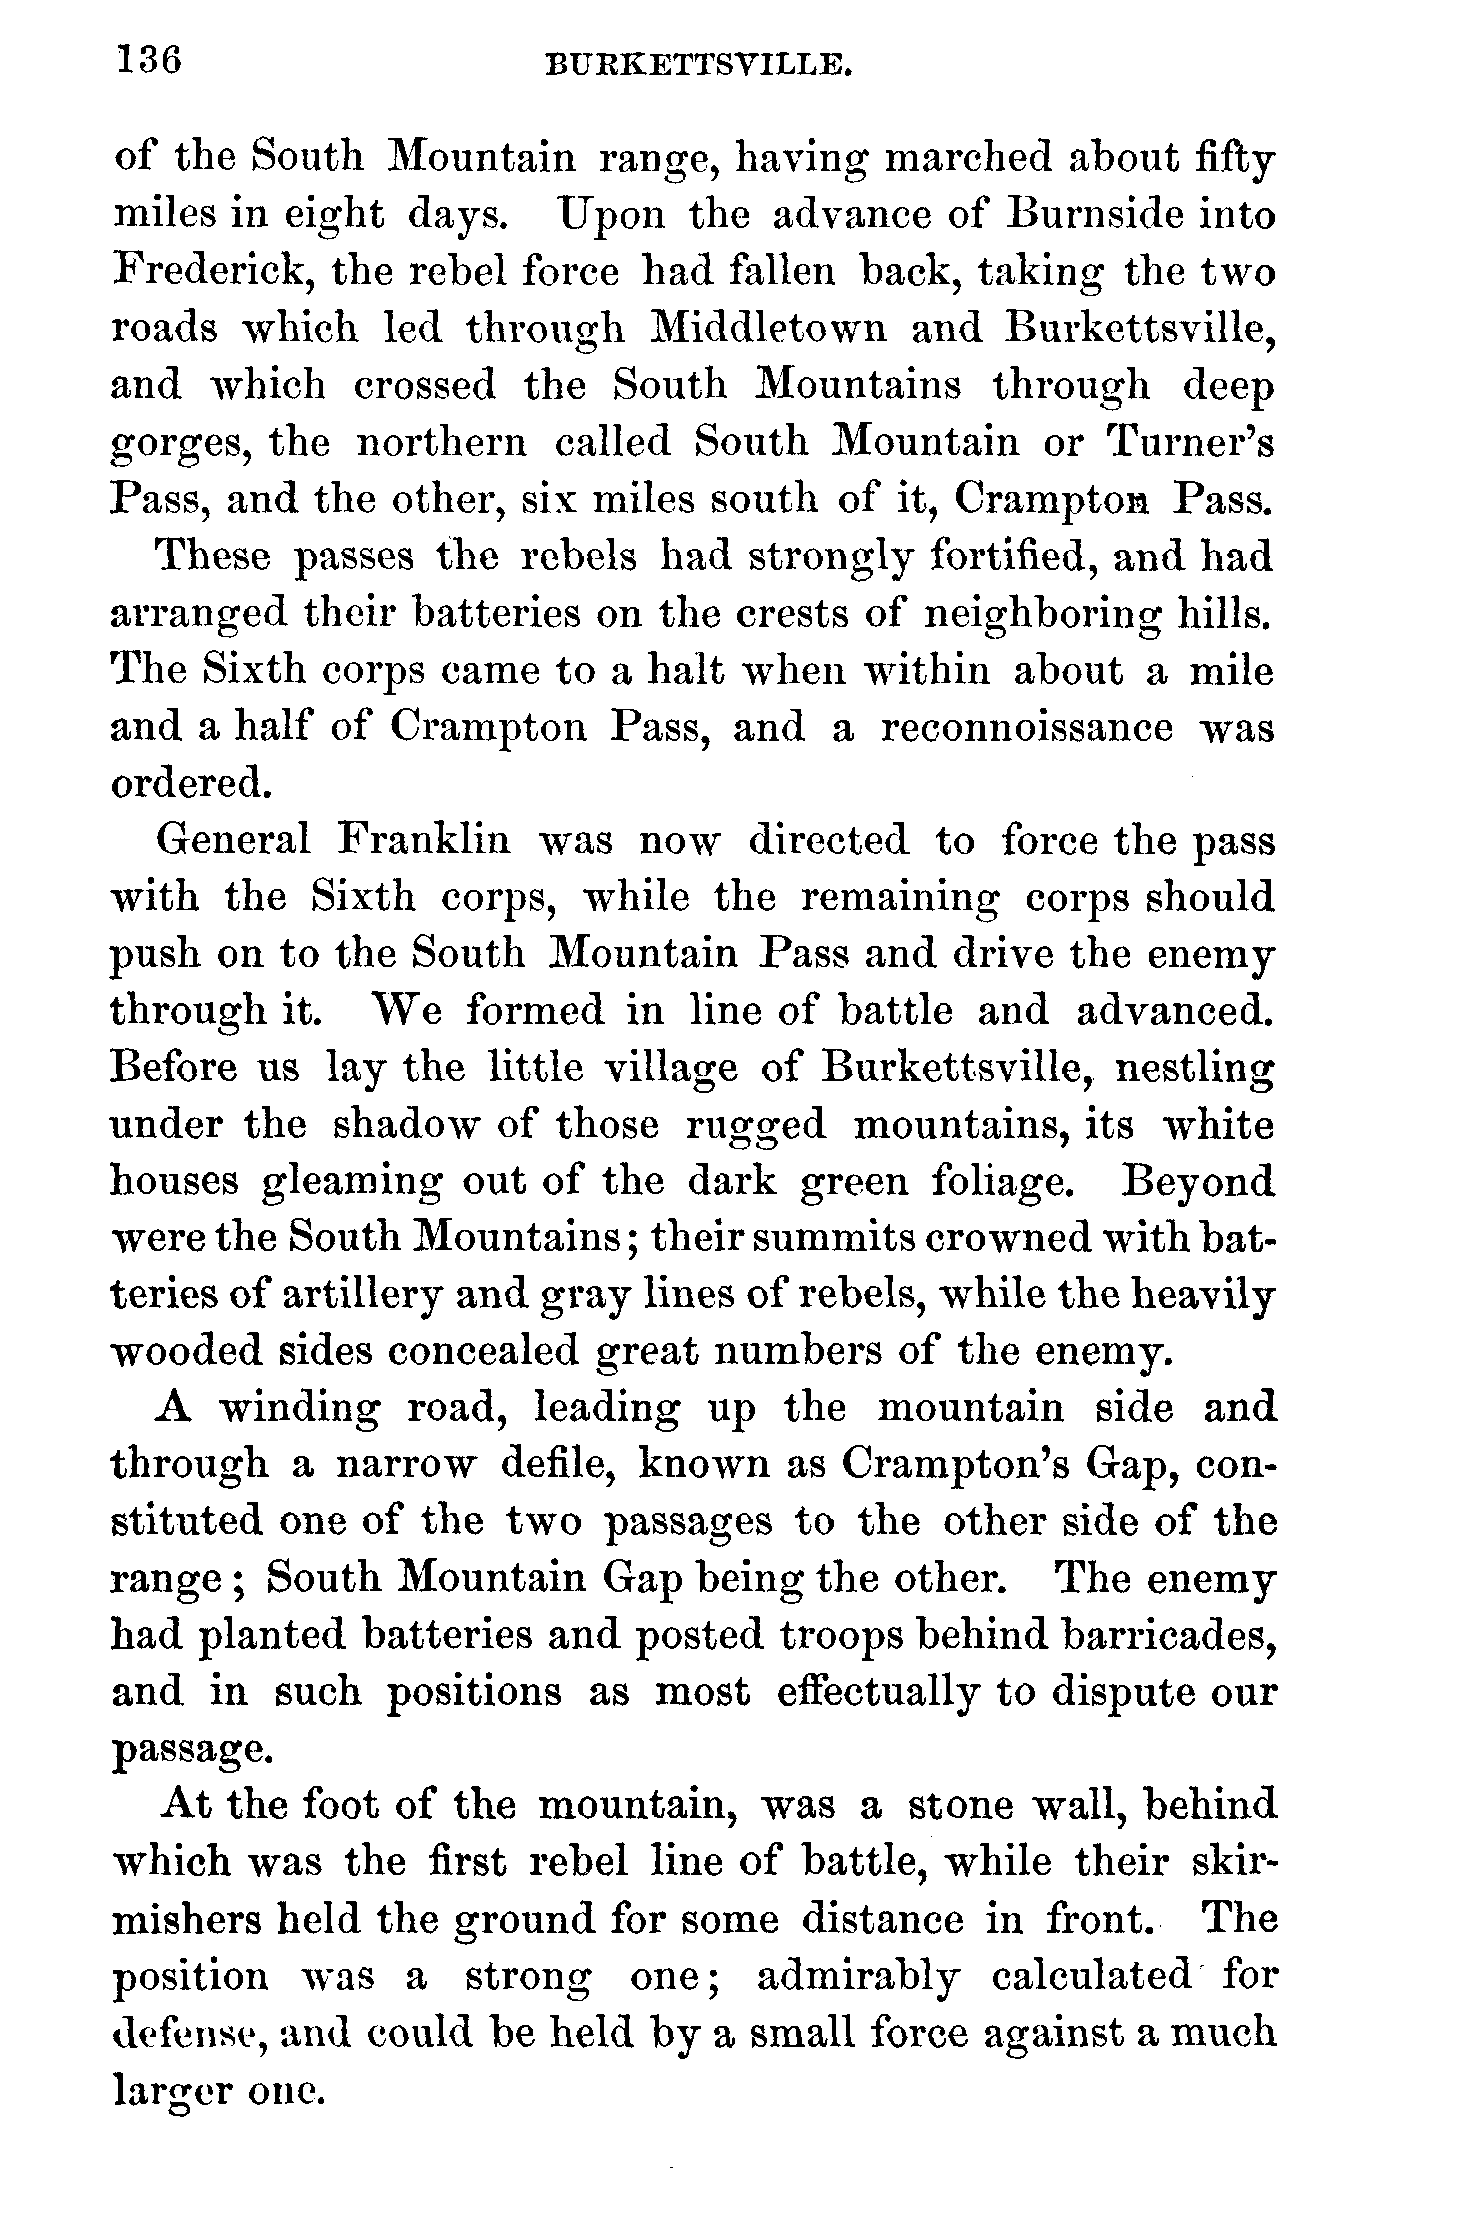 136 BURKETTSVILLE.
of the South Mountain range, having marched about fifty
miles in eight days. Upon the advance of Burnside into
Frederick, the rebel force had fallen back, taking the two
roads which led through Middletown and Burkettsville,
and which crossed the South Mountains through deep
gorges, the northern called South Mountain or Turner's
Pass, and the other, six miles south of it, Crampton Pass.
These passes the rebels had strongly fortified, and had
arranged their batteries on the crests of neighboring hills.
The Sixth corps came to a halt when within about a mile
and a half of Crampton Pass, and a reconnoissance was
ordered.
General Franklin was now directed to force the pass
with the Sixth corps, while the remaining corps should
push on to the South Mountain Pass and drive the enemy
through it. We formed in line of battle and advanced.
Before us lay the little village of Burkettsville, nestling
under the shadow of those rugged mountains, its white
houses gleaming out of the dark green foliage. Beyond
were the South Mountains; their summits crowned with bat-
teries of artillery and gray lines of rebels, while the heavily
wooded sides concealed great numbers of the enemy.
A winding road, leading up the mountain side and
through a narrow defile, known as Crampton's Gap, con-
stituted one of the two passages to the other side of the
range; South Mountain Gap being the other. The enemy
had planted batteries and posted troops behind barricades,
and in such positions as most effectually to dispute our
passage.
At the foot of the mountain, was a stone wall, behind
which was the first rebel line of battle, while their skir-
mishers held the ground for some distance in front. The
position was a strong one; admirably calculated for
defense, and could be held by a small force against a much
larger one.